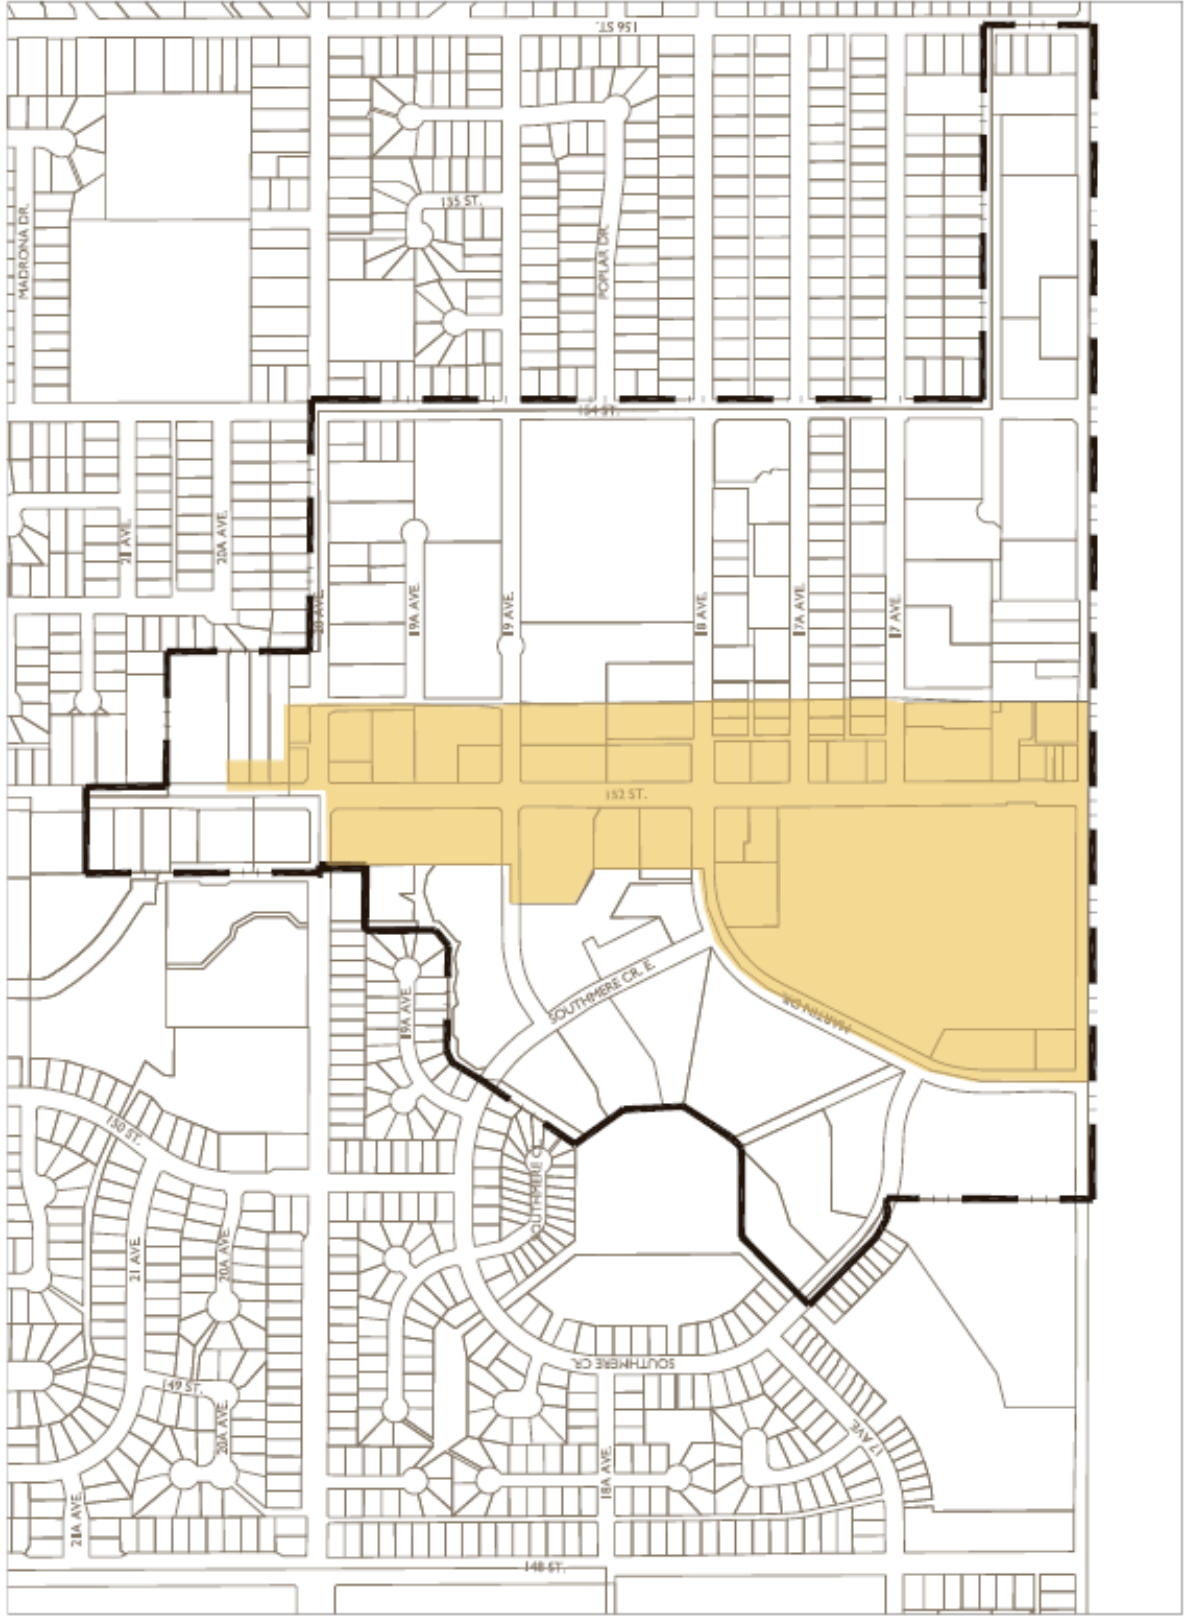 156 ST.
135 ST.
MADRONA DR.
POPLAR DR.
154 ST.
21 AVE.
20A AVE.
20 AVE.
19A AVE.
19 AVE.
18 AVE.
17A AVE.
17 AVE.
152 ST.
SOUTHMERE CR. E.
MARTIN DR.
19A AVE.
150 ST.
SOUTHMERE C
21 AVE.
20A AVE.
SOUTHMERE CR.
149 ST.
20A AVE.
17 AVE.
18A AVE.
21A AVE.
148 ST.